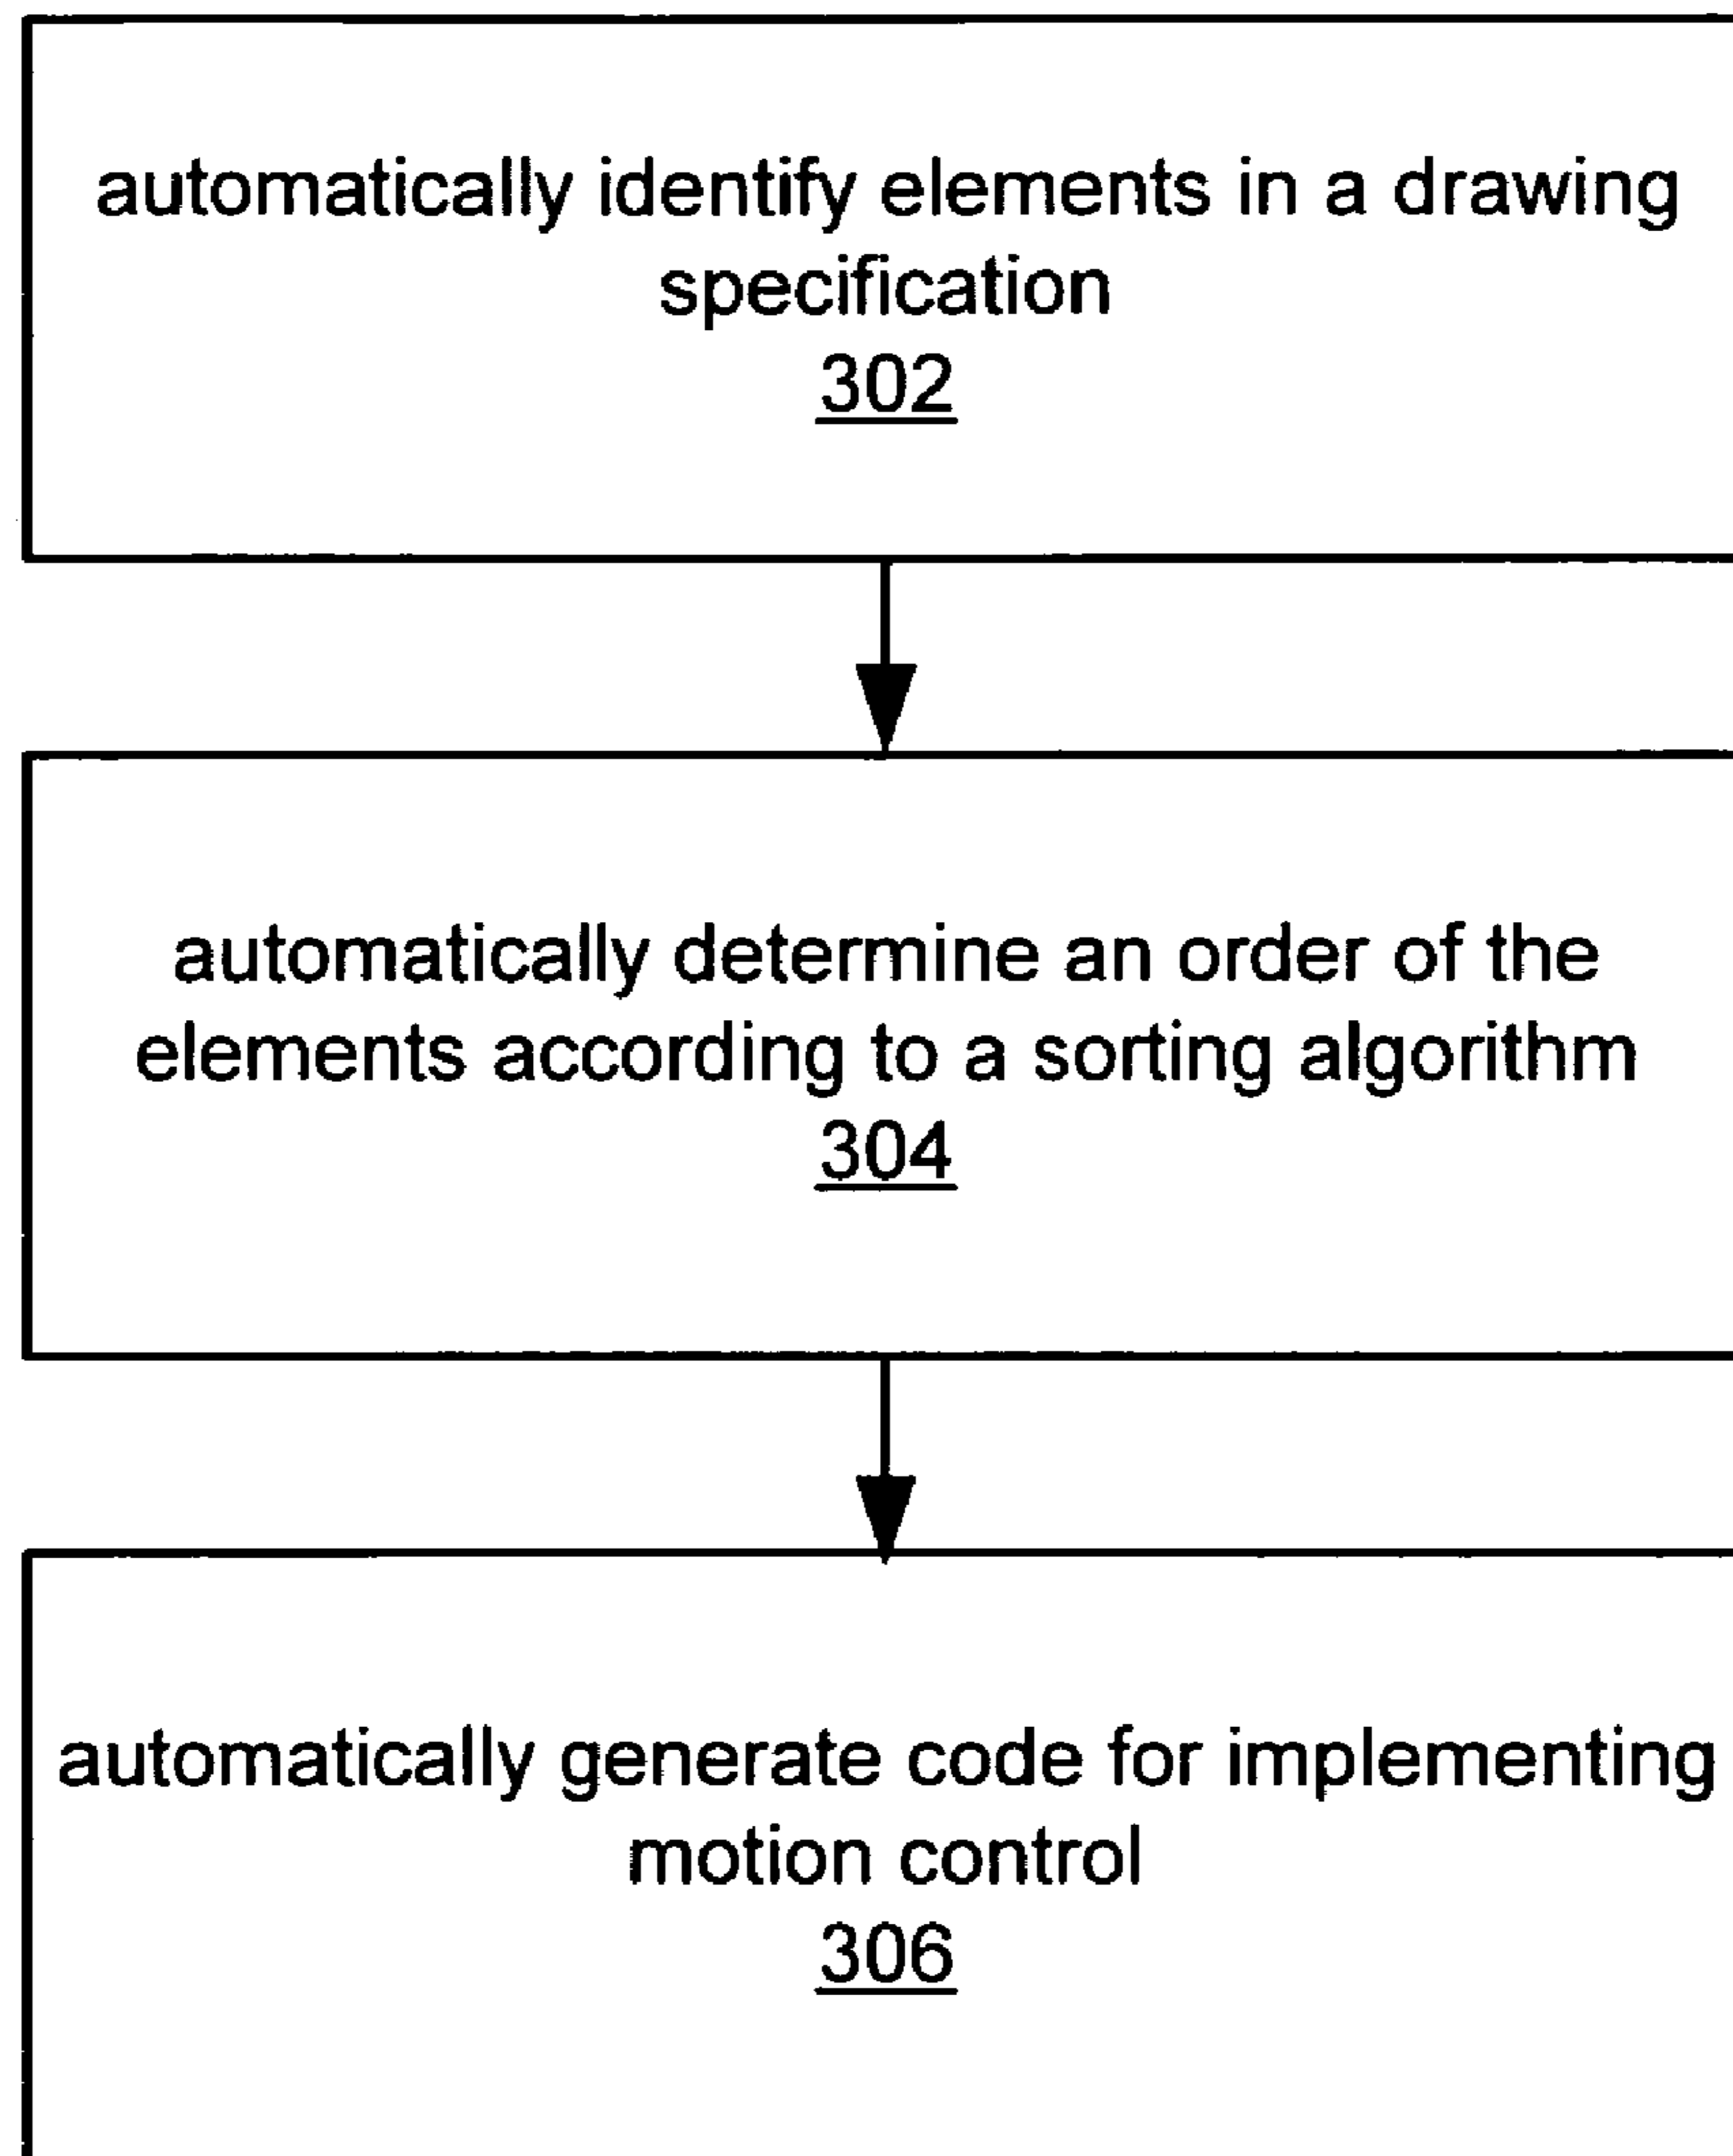 automatically identify elements in a drawing
specification
302
automatically determine an order of the
elements according to a sorting algorithm
304
automatically generate code for implementing
motion control
306